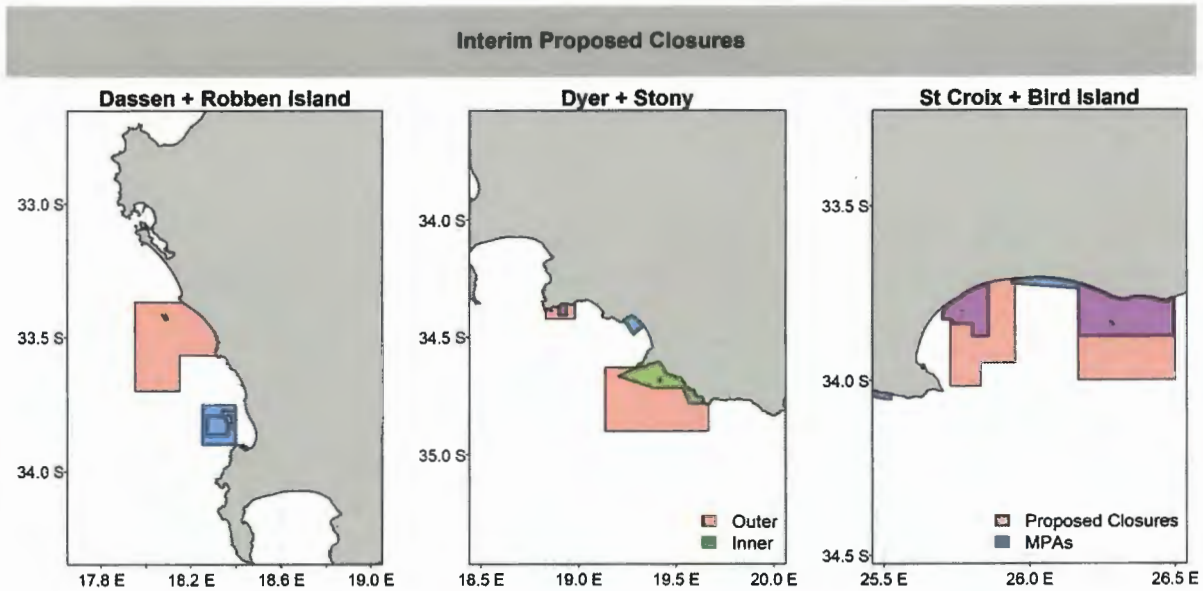 Interim Proposed Closures
Dassen + Robben Island
Dyer + Stony
St Croix + Bird Island
33.0 S
33.5 S
34.0 S
17.8 E 18.2 E 18.6 E 19.0 E
34.0 S
34.5 S
35.0 S
Outer
Inner
18.5 E 19.0 E 19.5 E 20.0 E
33.5 S
34.0 S
34.5 S
Proposed Closures
MPAs
25.5 E 26.0 E 26.5 E